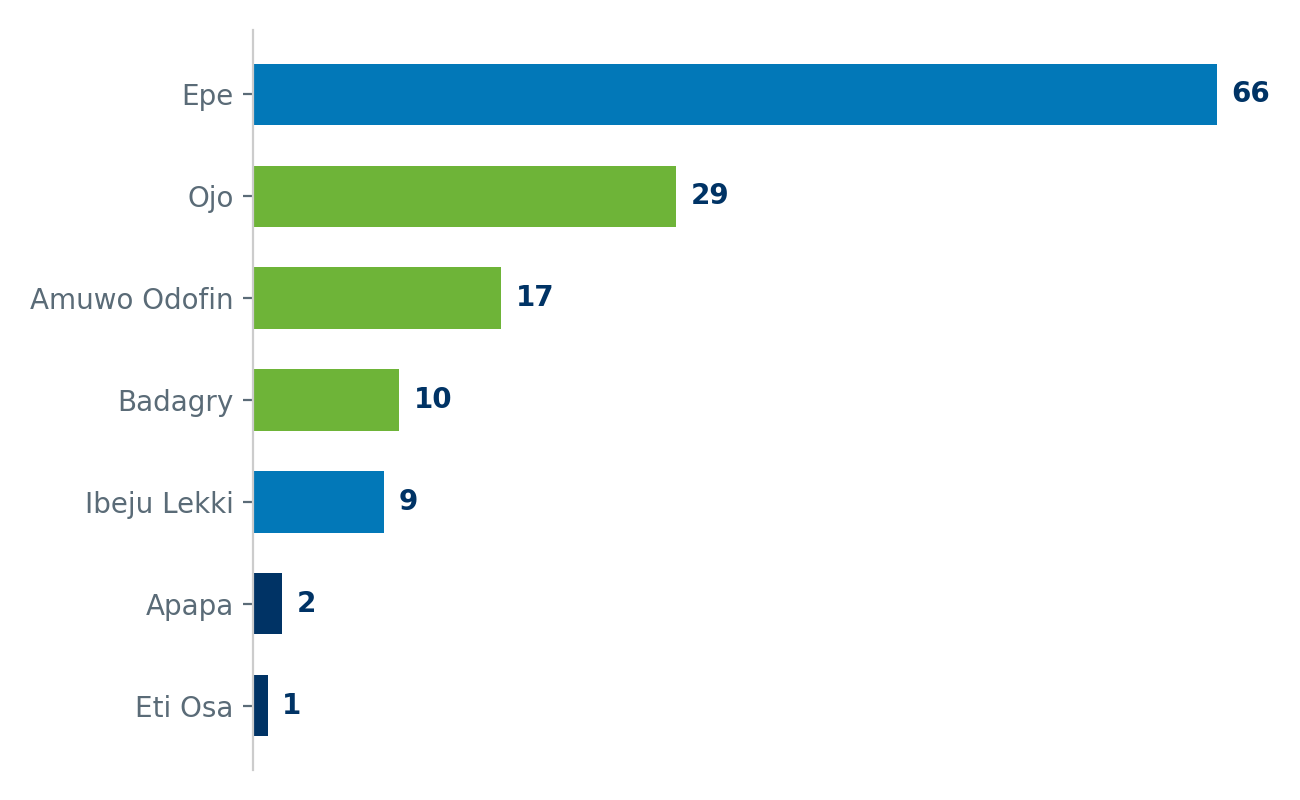 Epe 66
Ojo 29
Amuwo Odofin 17
Badagry 10
Ibeju Lekki 9
Apapa 2
Eti Osa 1